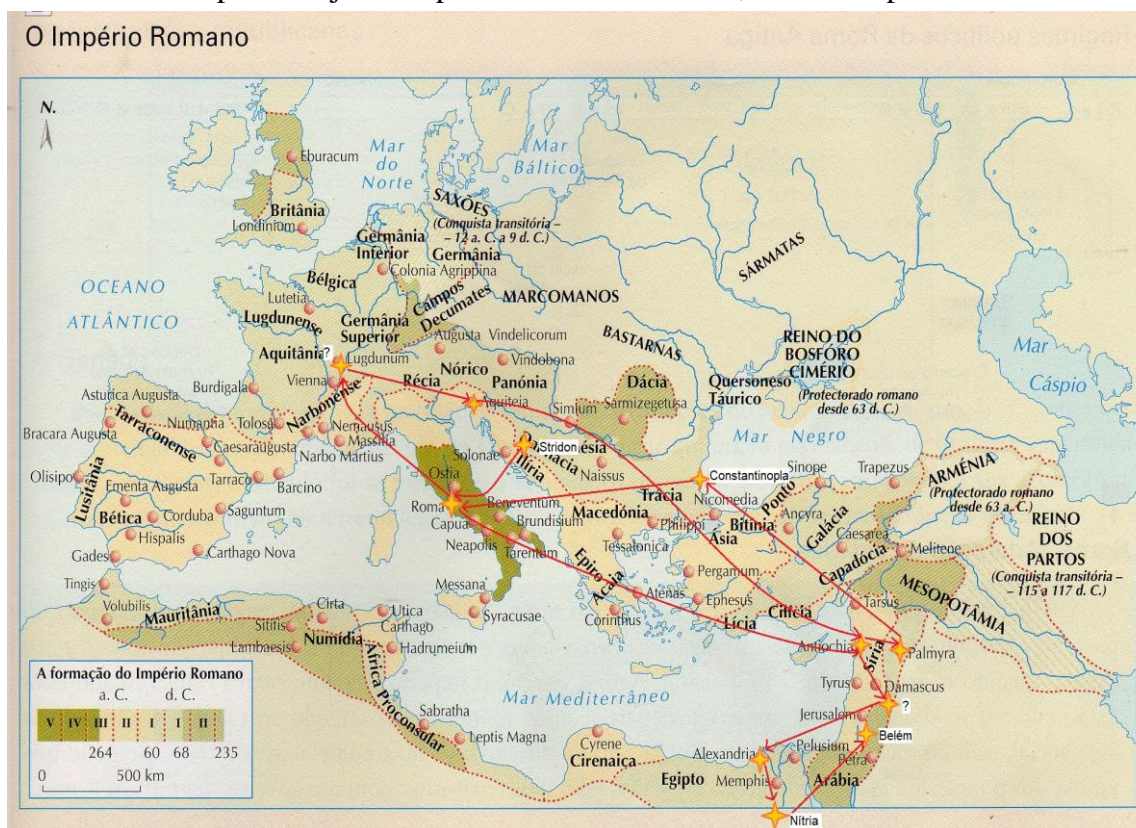 O Império Romano
N.
Eburacum
Mar
do
Norte
Mar
Báltico
Britânia
Londinium
SAXÕES
(Conquista transitória –
– 12 a. C. a 9 d. C.)
Germânia
Inferior
Germânia
Colonia Agrippina
Bélgica
Campos
Decumates
MARCOMANOS
SÁRMATAS
OCEANO
ATLÂNTICO
Lutetia
Lugdunense
Germânia
Superior
Augusta Vindelicorum
BASTARNAS
REINO DO
BOSFÓRO
CIMÉRIO
(Protectorado romano
desde 63 d. C.)
Mar
Cáspio
Aquitânia
?
Lugdunum
Vindobona
Nórico
Récia
Panónia
Dácia
Quersoneso
Táurico
Vienna
Burdigala
Asturica Augusta
Narbonense
Aquiteia
Sirmium
Sarmizegetusa
Tarraconense
Numantia
Tolosa
Nemausus
Massilia
Narbo Martius
Mar Negro
Bracara Augusta
Caesaraugusta
Solonae
Stridon
Dalmácia
Ilíria
Mésia
Naissus
Constantinopla
Sinope
Trapezus
ARMÉNIA
(Protectorado romano
desde 63 a. C.)
Olisipo
Lusitânia
Tarraco
Barcino
Ostia
Roma
Trácia
Nicomedia
Ponto
Ementa Augusta
Saguntum
Beneventum
Brundisium
Macedónia
Philippi
Bitínia
Ancyra
Galácia
REINO
DOS
PARTOS
(Conquista transitória –
– 115 a 117 d. C.)
Bética
Corduba
Capua
Neapolis
Tarentum
Tessalonica
Ásia
Caesarea
Capadócia
Melitene
Hispalis
Gades
Carthago Nova
Epiro
Pergamum
MESOPOTÂMIA
Tingis
Messana
Acaia
Atenas
Ephesus
Cilícia
Tarsus
Volubilis
Mauritânia
Cirta
Utica
Carthago
Syracusae
Corinthus
Lícia
Sitifis
Numídia
Hadrumeium
Antiochia
Síria
Palmyra
Lambaesis
África Proconsular
Mar Mediterrâneo
Tyrus
Damascus
?
A formação do Império Romano
a. C. d. C.
V IV III II I I II
264 60 68 235
0 500 km
Sabratha
Leptis Magna
Jerusalem
Belém
Cyrene
Cirenaiça
Alexandria
Pelusium
Petra
Egipto
Memphis
Arábia
Nítria